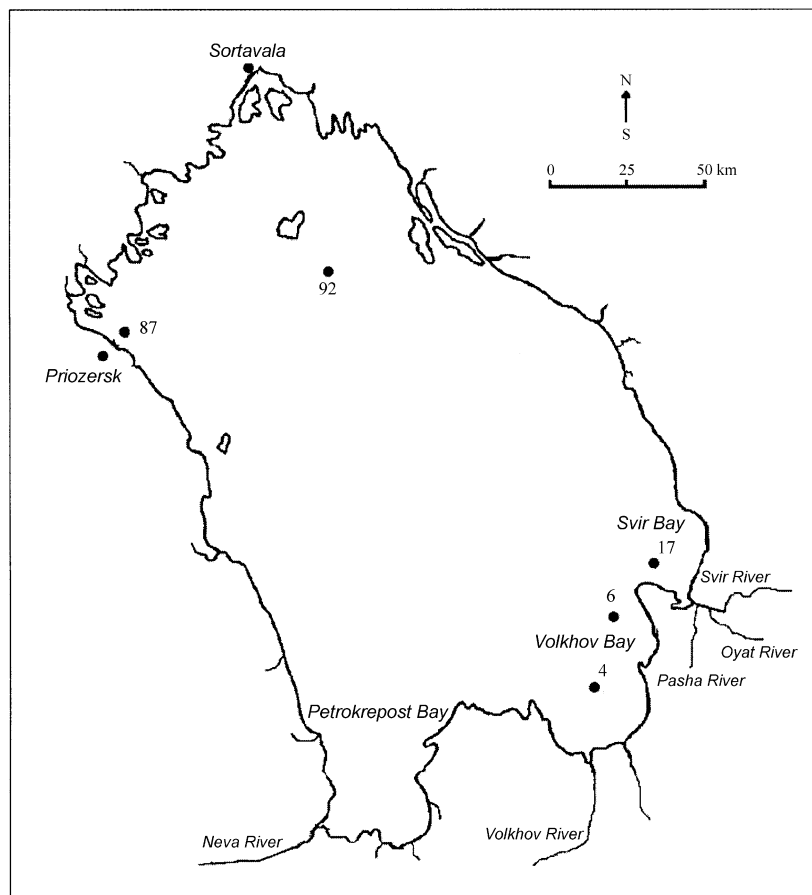 Sortavala
N
S
0 25 50 km
92
87
Priozersk
Svir Bay
17
Svir River
6
Volkhov Bay
Oyat River
Pasha River
4
Petrokrepost Bay
Neva River
Volkhov River